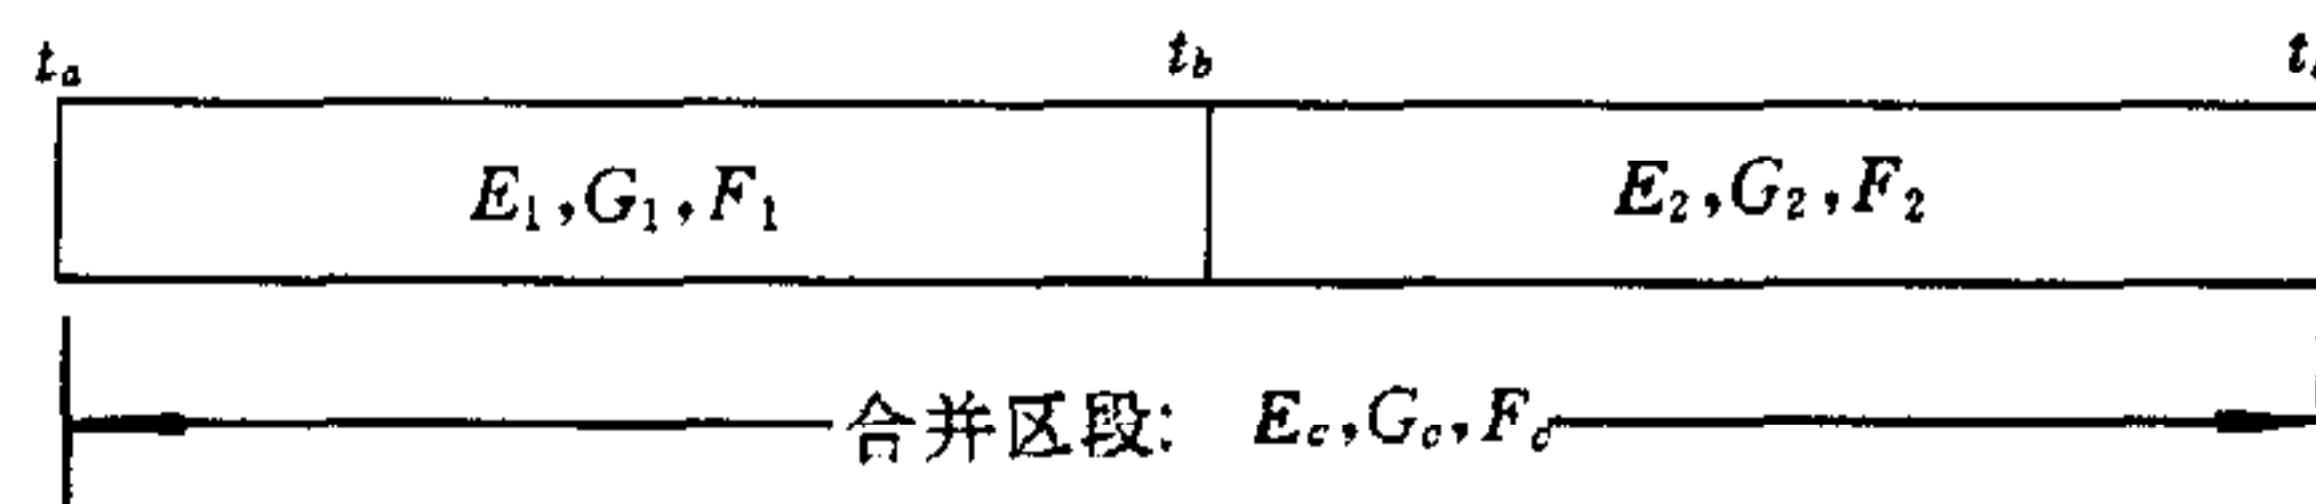 t_a t_b t
E_1,G_1,F_1 E_2,G_2,F_2
合并区段: E_c,G_c,F_c